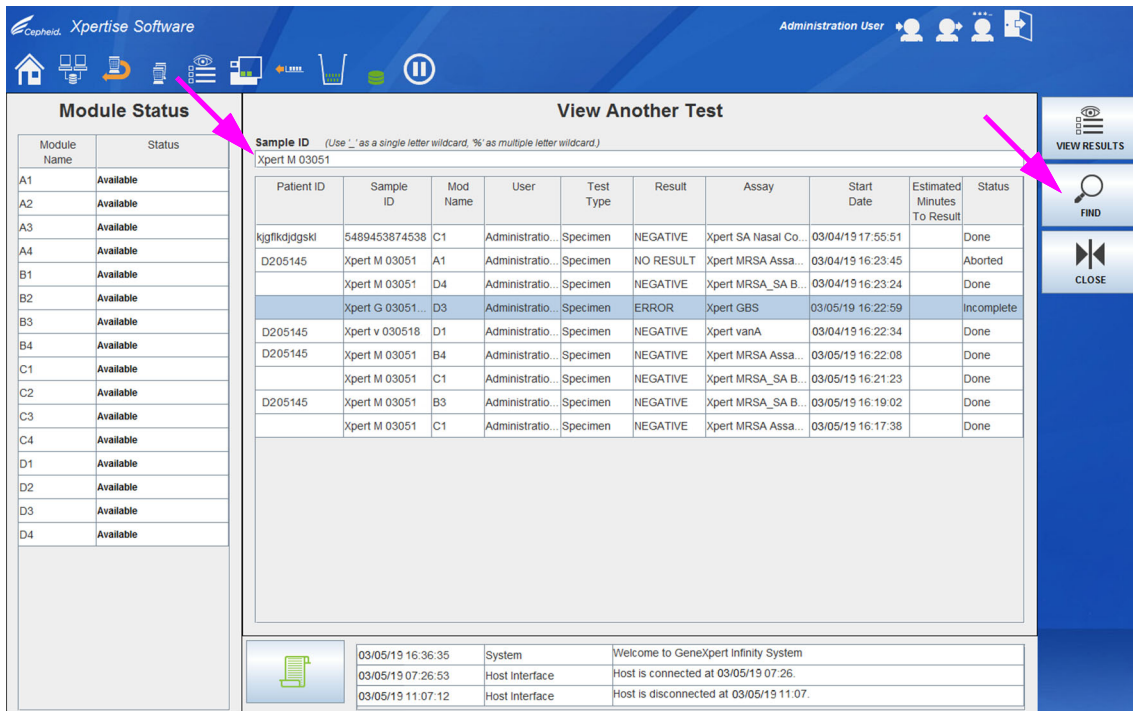 Cepheid. Xpertise Software
Administration User
Module Status
Module Name Status
A1 Available
A2 Available
A3 Available
A4 Available
B1 Available
B2 Available
B3 Available
B4 Available
C1 Available
C2 Available
C3 Available
C4 Available
D1 Available
D2 Available
D3 Available
D4 Available
View Another Test
Sample ID (Use '_' as a single letter wildcard, '%' as multiple letter wildcard.)
Xpert M 03051
Patient ID Sample ID Mod Name User Test Type Result Assay Start Date Estimated Minutes To Result Status
kjgflkdjdgskl 5489453874538 C1 Administratio... Specimen NEGATIVE Xpert SA Nasal Co... 03/04/19 17:55:51 Done
D205145 Xpert M 03051 A1 Administratio... Specimen NO RESULT Xpert MRSA Assa... 03/04/19 16:23:45 Aborted
Xpert M 03051 D4 Administratio... Specimen NEGATIVE Xpert MRSA_SA B... 03/04/19 16:23:24 Done
Xpert G 03051... D3 Administratio... Specimen ERROR Xpert GBS 03/05/19 16:22:59 Incomplete
D205145 Xpert v 030518 D1 Administratio... Specimen NEGATIVE Xpert vanA 03/04/19 16:22:34 Done
D205145 Xpert M 03051 B4 Administratio... Specimen NEGATIVE Xpert MRSA Assa... 03/05/19 16:22:08 Done
Xpert M 03051 C1 Administratio... Specimen NEGATIVE Xpert MRSA_SA B... 03/05/19 16:21:23 Done
D205145 Xpert M 03051 B3 Administratio... Specimen NEGATIVE Xpert MRSA_SA B... 03/05/19 16:19:02 Done
Xpert M 03051 C1 Administratio... Specimen NEGATIVE Xpert MRSA Assa... 03/05/19 16:17:38 Done
VIEW RESULTS
FIND
CLOSE
03/05/19 16:36:35 System Welcome to GeneXpert Infinity System
03/05/19 07:26:53 Host Interface Host is connected at 03/05/19 07:26.
03/05/19 11:07:12 Host Interface Host is disconnected at 03/05/19 11:07.